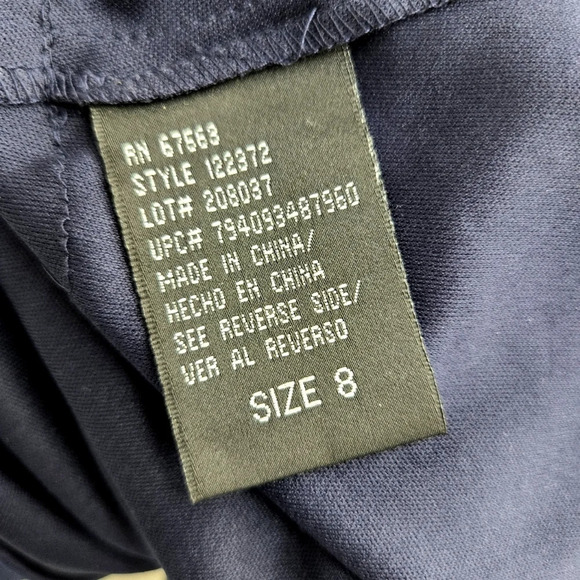 RN 67563
STYLE 122372
LOT# 208037
UPC# 794093487960
MADE IN CHINA/
HECHO EN CHINA
SEE REVERSE SIDE/
VER AL REVERSO
SIZE 8